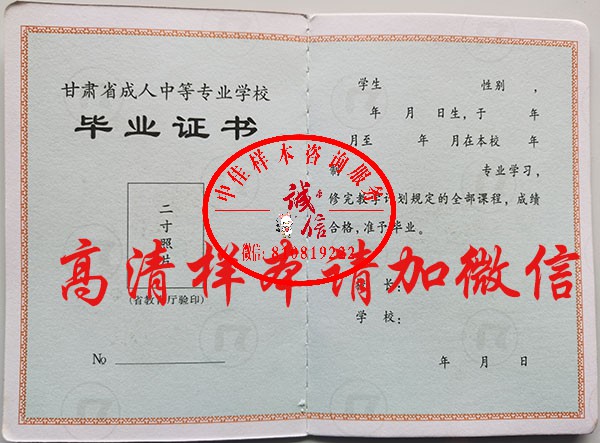 甘肃省成人中等专业学校
毕业证书
二寸照片
(省教育厅验印)
No
学生 性别 ,
年 月 日生,于 年
月至 年 月在本校 年
制 专业学习,
修完教学计划规定的全部课程,成绩
合格,准予毕业。
校 长:
学 校:
年 月 日
中佳样本咨询服务
诚信
高清样本请加微信